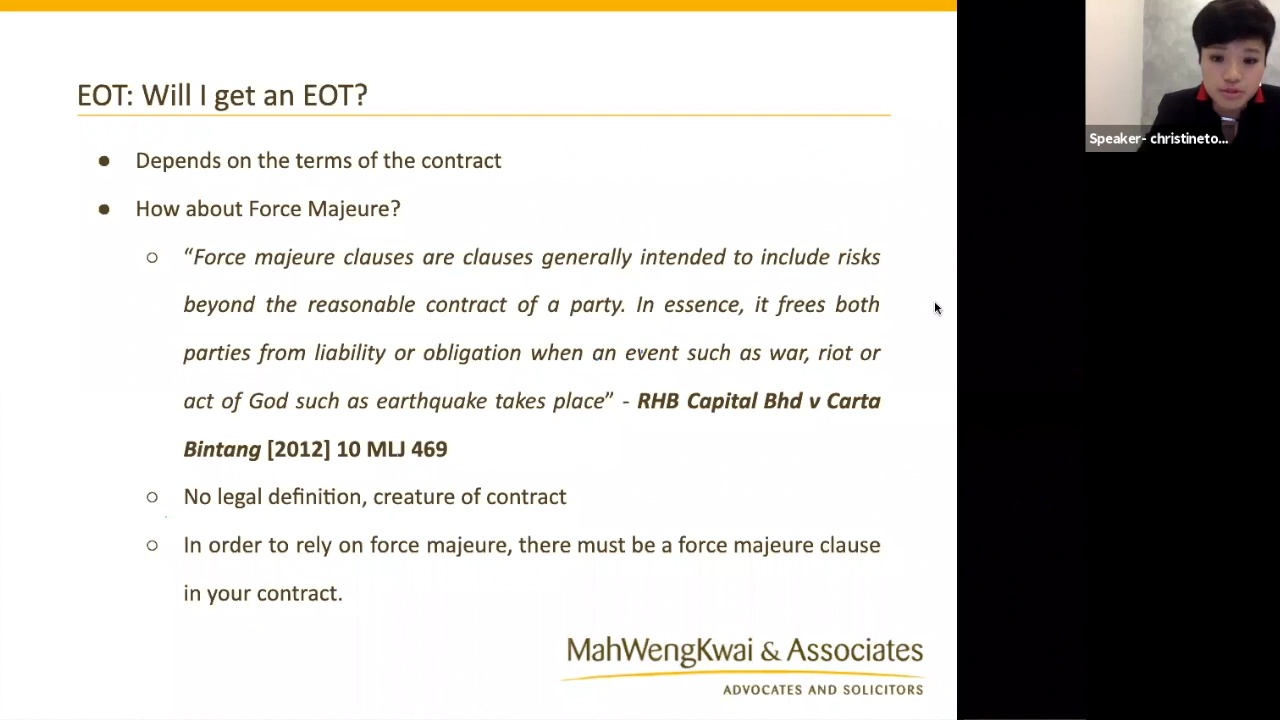 EOT: Will I get an EOT?
● Depends on the terms of the contract
● How about Force Majeure?
○ “Force majeure clauses are clauses generally intended to include risks
beyond the reasonable contract of a party. In essence, it frees both
parties from liability or obligation when an event such as war, riot or
act of God such as earthquake takes place” - RHB Capital Bhd v Carta
Bintang [2012] 10 MLJ 469
○ No legal definition, creature of contract
○ In order to rely on force majeure, there must be a force majeure clause
in your contract.
MahWengKwai & Associates
ADVOCATES AND SOLICITORS
Speaker- christineto...